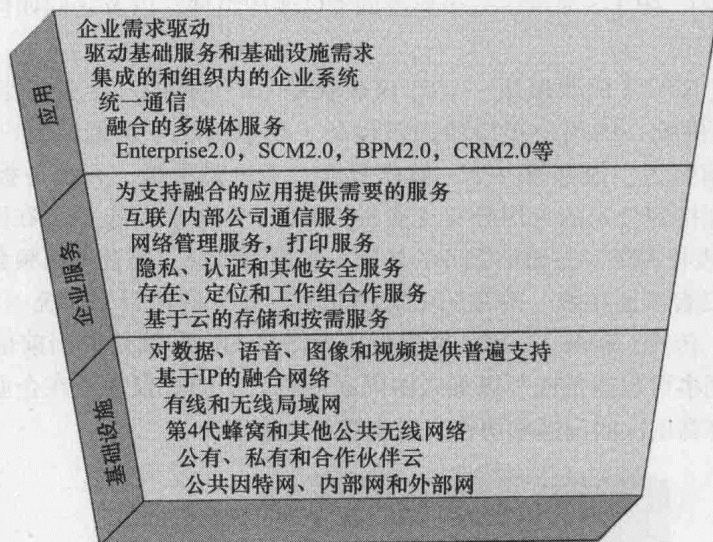 应用
企业需求驱动
驱动基础服务和基础设施需求
集成的和组织内的企业系统
统一通信
融合的多媒体服务
Enterprise2.0，SCM2.0，BPM2.0，CRM2.0等
企业服务
为支持融合的应用提供需要的服务
互联/内部公司通信服务
网络管理服务，打印服务
隐私、认证和其他安全服务
存在、定位和工作组合作服务
基于云的存储和按需服务
基础设施
对数据、语音、图像和视频提供普遍支持
基于IP的融合网络
有线和无线局域网
第4代蜂窝和其他公共无线网络
公有、私有和合作伙伴云
公共因特网、内部网和外部网